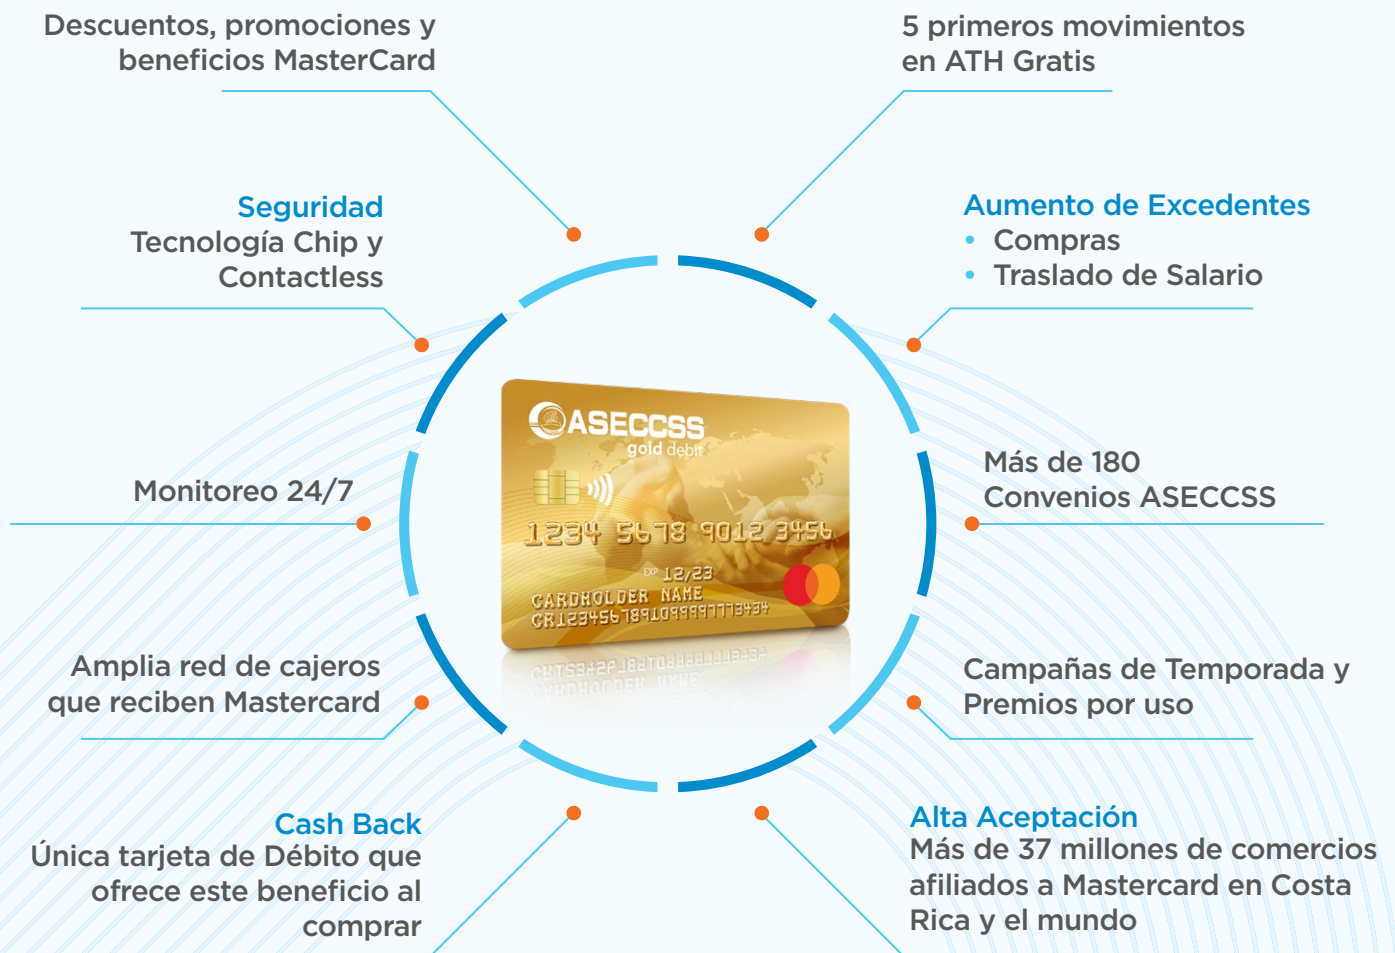 Descuentos, promociones y
beneficios MasterCard
5 primeros movimientos
en ATH Gratis
Seguridad
Tecnología Chip y
Contactless
Aumento de Excedentes
• Compras
• Traslado de Salario
Monitoreo 24/7
Más de 180
Convenios ASECCSS
ASECCSS
gold debit
1234 5678 9012 3456
EXP 12/23
CARDHOLDER NAME
Amplia red de cajeros
que reciben Mastercard
Campañas de Temporada y
Premios por uso
Cash Back
Única tarjeta de Débito que
ofrece este beneficio al
comprar
Alta Aceptación
Más de 37 millones de comercios
afiliados a Mastercard en Costa
Rica y el mundo